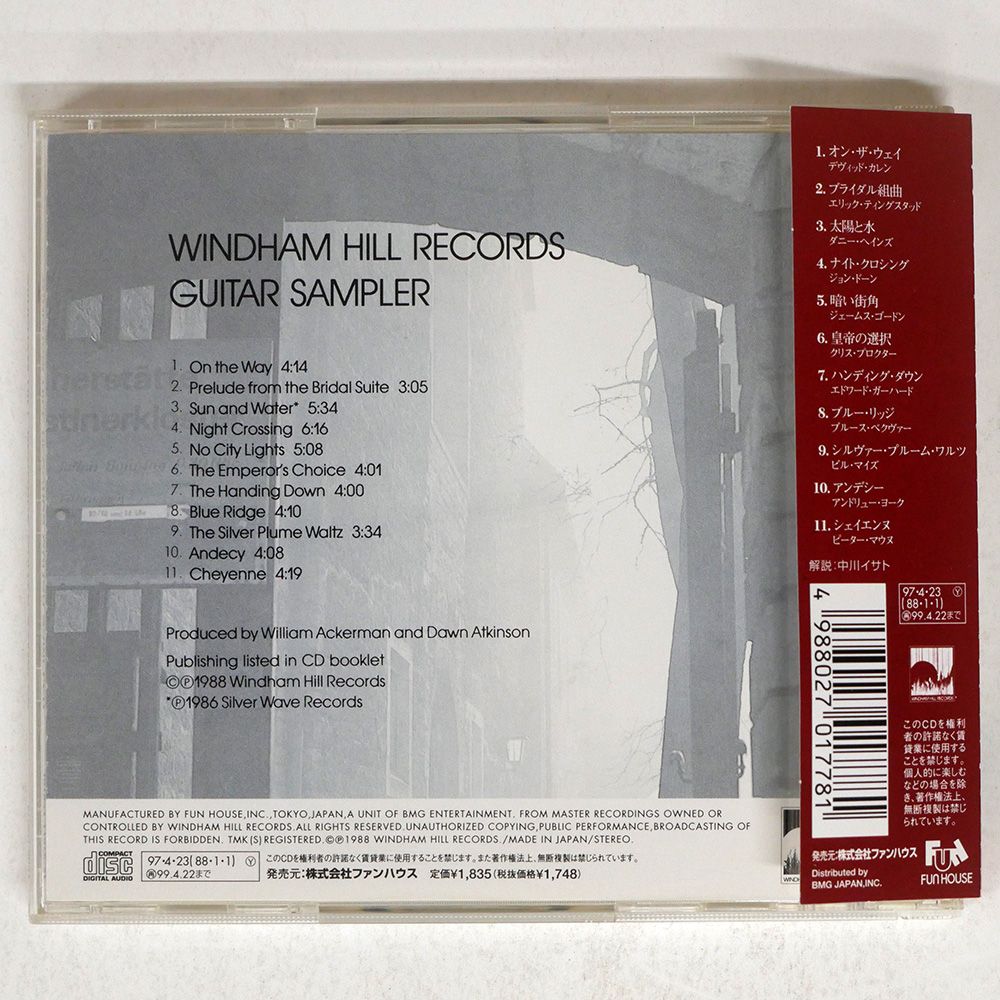 WINDHAM HILL RECORDS
GUITAR SAMPLER
1. On the Way 4:14
2. Prelude from the Bridal Suite 3:05
3. Sun and Water* 5:34
4. Night Crossing 6:16
5. No City Lights 5:08
6. The Emperor's Choice 4:01
7. The Handing Down 4:00
8. Blue Ridge 4:10
9. The Silver Plume Waltz 3:34
10. Andecy 4:08
11. Cheyenne 4:19
Produced by William Ackerman and Dawn Atkinson
Publishing listed in CD booklet
©℗1988 Windham Hill Records
*℗1986 Silver Wave Records
MANUFACTURED BY FUN HOUSE,INC.,TOKYO,JAPAN,A UNIT OF BMG ENTERTAINMENT. FROM MASTER RECORDINGS OWNED OR
CONTROLLED BY WINDHAM HILL RECORDS.ALL RIGHTS RESERVED.UNAUTHORIZED COPYING,PUBLIC PERFORMANCE,BROADCASTING OF
THIS RECORD IS FORBIDDEN. TMK(S)REGISTERED.©℗1988 WINDHAM HILL RECORDS./MADE IN JAPAN/STEREO.
COMPACT
disc
DIGITAL AUDIO
97・4・23(88・1・1) Ⓨ
再99.4.22まで
このCDを権利者の許諾なく賃貸業に使用することを禁じます。また著作権法上、無断複製は禁じられています。
発売元:株式会社ファンハウス 定価¥1,835(税抜価格¥1,748)
1. オン・ザ・ウェイ
デヴィッド・カレン
2. ブライダル組曲
エリック・ティングスタッド
3. 太陽と水
ダニー・ヘインズ
4. ナイト・クロシング
ジョン・ドーン
5. 暗い街角
ジェームス・ゴードン
6. 皇帝の選択
クリス・プロクター
7. ハンディング・ダウン
エドワード・ガーハード
8. ブルー・リッジ
ブルース・ベクヴァー
9. シルヴァー・プルーム・ワルツ
ビル・マイズ
10. アンデシー
アンドリュー・ヨーク
11. シェイエンヌ
ピーター・マウヌ
解説:中川イサト
4 988027 017781
97・4・23 Ⓨ
(88・1・1)
再99.4.22まで
WINDHAM HILL RECORDS
このCDを権利
者の許諾なく賃
貸業に使用する
ことを禁じます。
個人的に楽しむ
などの場合を除
き、著作権法上、
無断複製は禁じ
られています。
発売元:株式会社ファンハウス
Distributed by
BMG JAPAN,INC.
FUN
FUN HOUSE